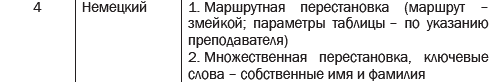 4 Немецкий 1. Маршрутная перестановка (маршрут –
змейкой; параметры таблицы – по указанию
преподавателя)
2. Множественная перестановка, ключевые
слова – собственные имя и фамилия